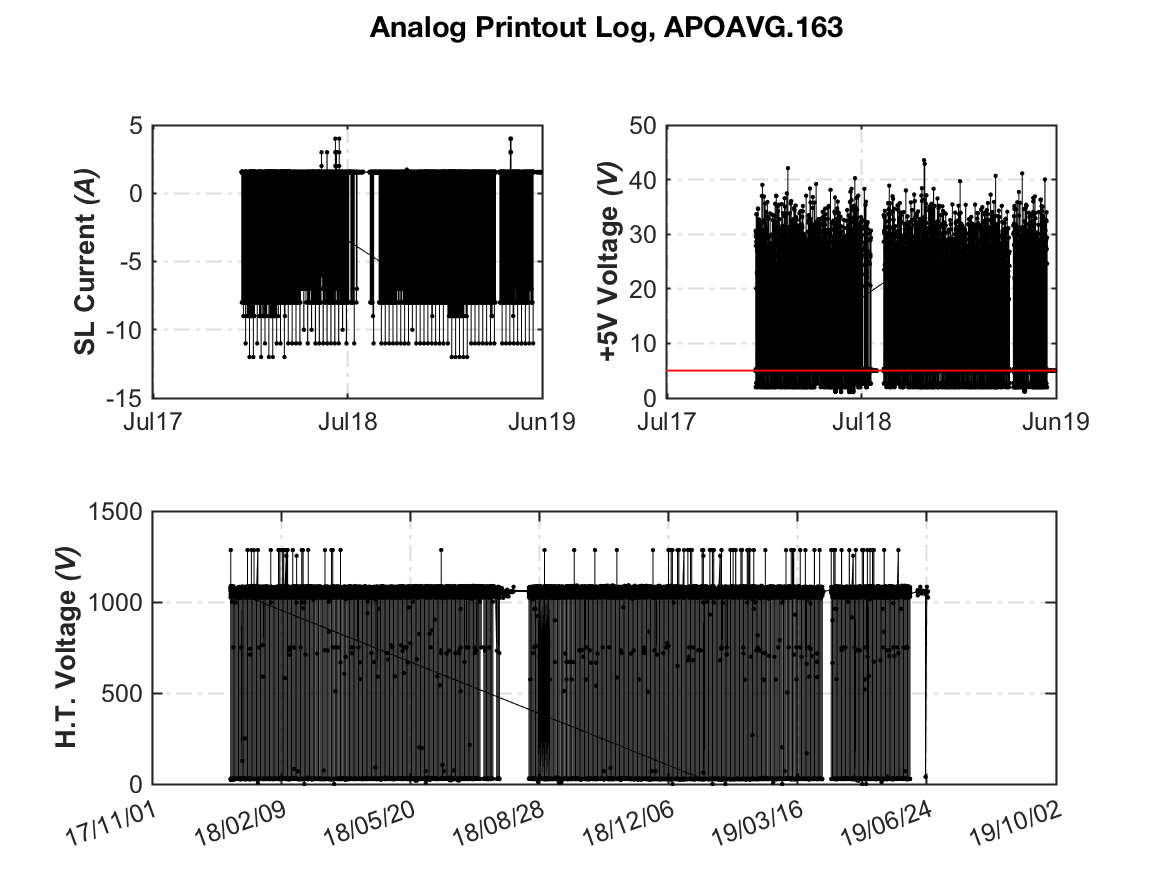 Analog Printout Log, APOAVG.163
SL Current (A)
5
0
-5
-10
-15
Jul17 Jul18 Jun19
+5V Voltage (V)
50
40
30
20
10
0
Jul17 Jul18 Jun19
H.T. Voltage (V)
1500
1000
500
0
17/11/01 18/02/09 18/05/20 18/08/28 18/12/06 19/03/16 19/06/24 19/10/02